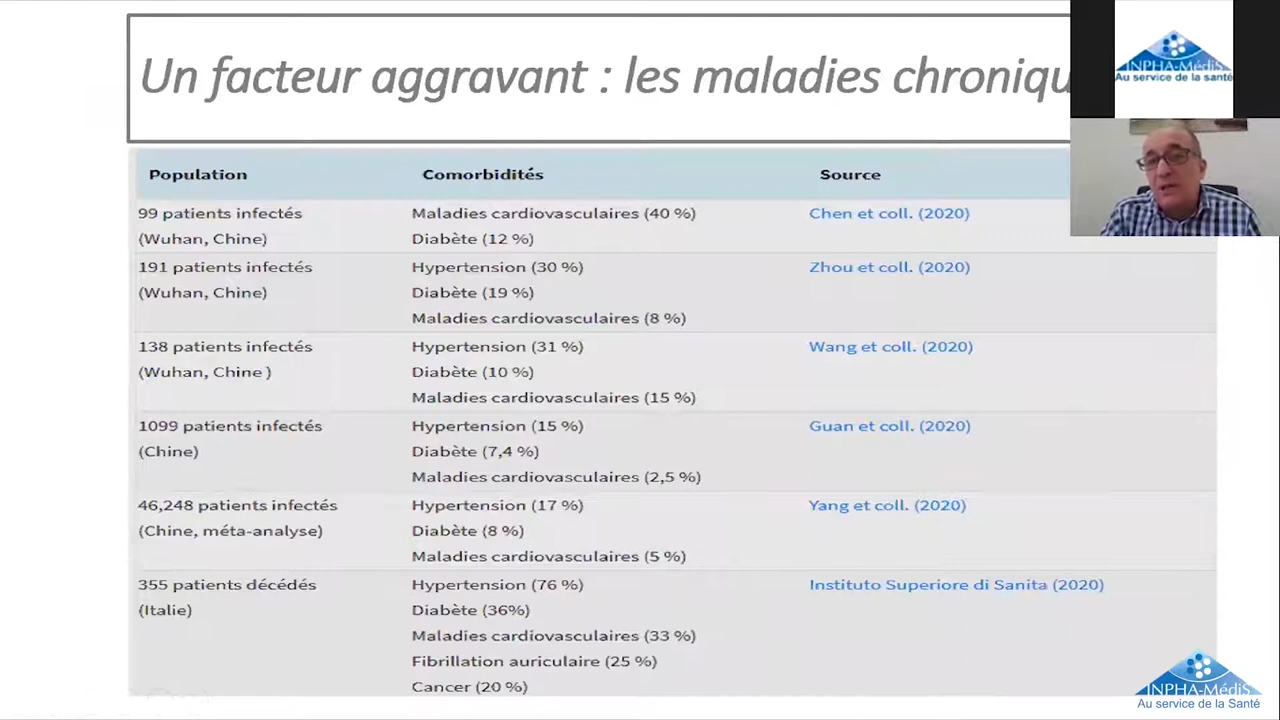 Un facteur aggravant : les maladies chroniqu
INPHA-MédiS
Au service de la santé
Population Comorbidités Source
99 patients infectés Maladies cardiovasculaires (40 %) Chen et coll. (2020)
(Wuhan, Chine) Diabète (12 %)
191 patients infectés Hypertension (30 %) Zhou et coll. (2020)
(Wuhan, Chine) Diabète (19 %)
Maladies cardiovasculaires (8 %)
138 patients infectés Hypertension (31 %) Wang et coll. (2020)
(Wuhan, Chine ) Diabète (10 %)
Maladies cardiovasculaires (15 %)
1099 patients infectés Hypertension (15 %) Guan et coll. (2020)
(Chine) Diabète (7,4 %)
Maladies cardiovasculaires (2,5 %)
46,248 patients infectés Hypertension (17 %) Yang et coll. (2020)
(Chine, méta-analyse) Diabète (8 %)
Maladies cardiovasculaires (5 %)
355 patients décédés Hypertension (76 %) Instituto Superiore di Sanita (2020)
(Italie) Diabète (36%)
Maladies cardiovasculaires (33 %)
Fibrillation auriculaire (25 %)
Cancer (20 %)
INPHA-MédiS
Au service de la Santé